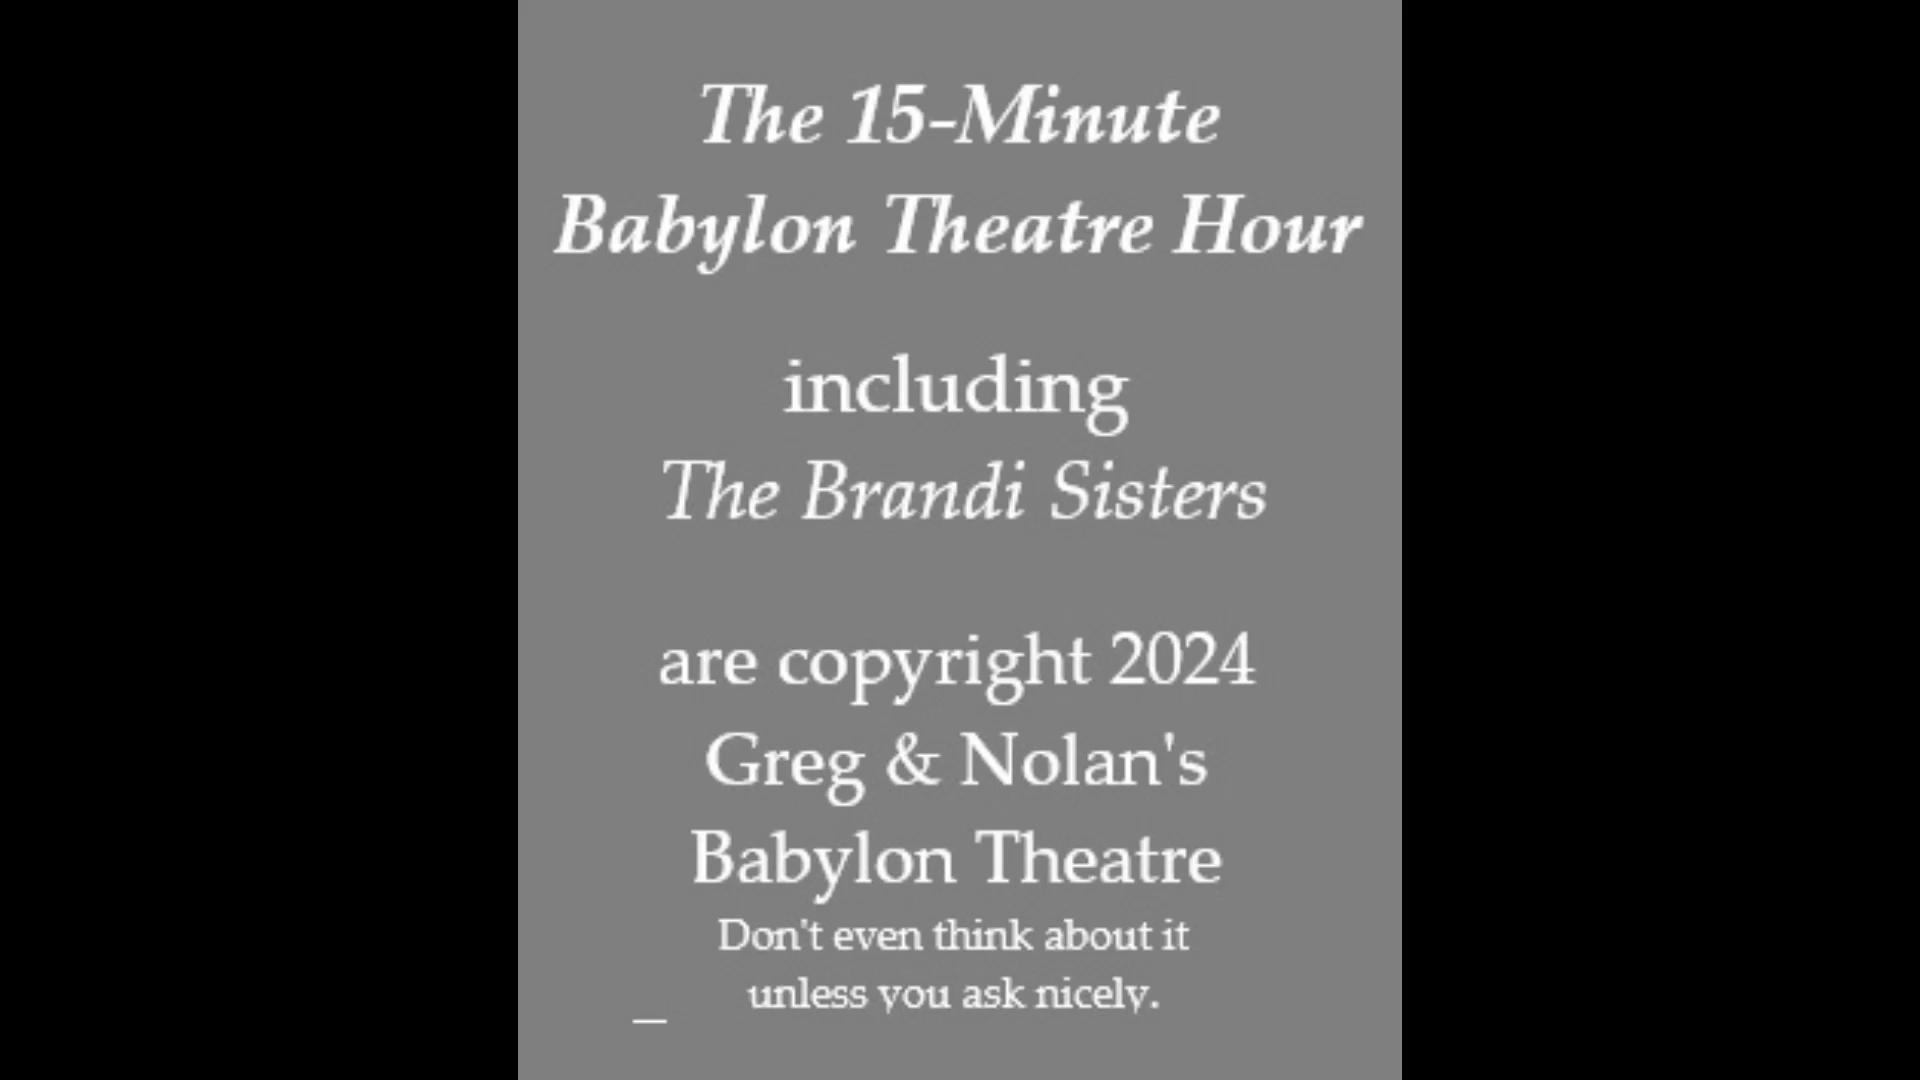 The 15-Minute
Babylon Theatre Hour
including
The Brandi Sisters
are copyright 2024
Greg & Nolan's
Babylon Theatre
Don't even think about it
unless you ask nicely.
_